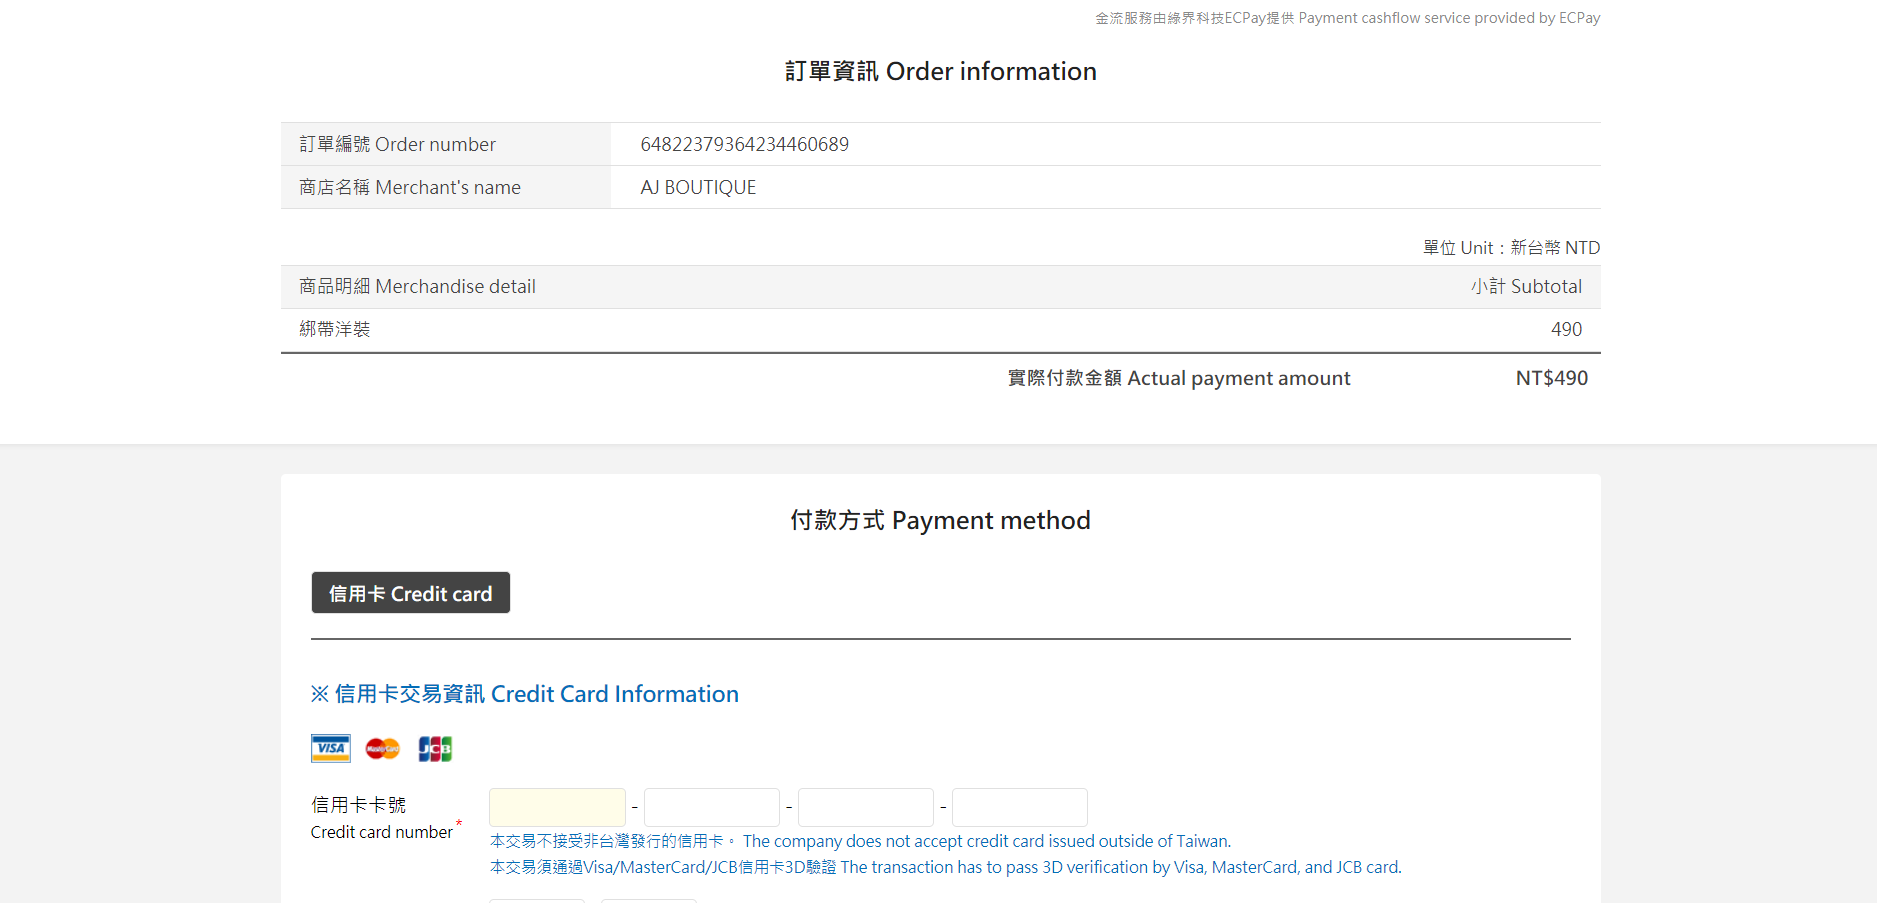 金流服務由綠界科技ECPay提供 Payment cashflow service provided by ECPay
訂單資訊 Order information
訂單編號 Order number 64822379364234460689
商店名稱 Merchant's name AJ BOUTIQUE
單位 Unit：新台幣 NTD
商品明細 Merchandise detail 小計 Subtotal
綁帶洋裝 490
實際付款金額 Actual payment amount NT$490
付款方式 Payment method
信用卡 Credit card
※ 信用卡交易資訊 Credit Card Information
VISA MasterCard JCB
信用卡卡號
Credit card number * - - -
本交易不接受非台灣發行的信用卡。 The company does not accept credit card issued outside of Taiwan.
本交易須通過Visa/MasterCard/JCB信用卡3D驗證 The transaction has to pass 3D verification by Visa, MasterCard, and JCB card.